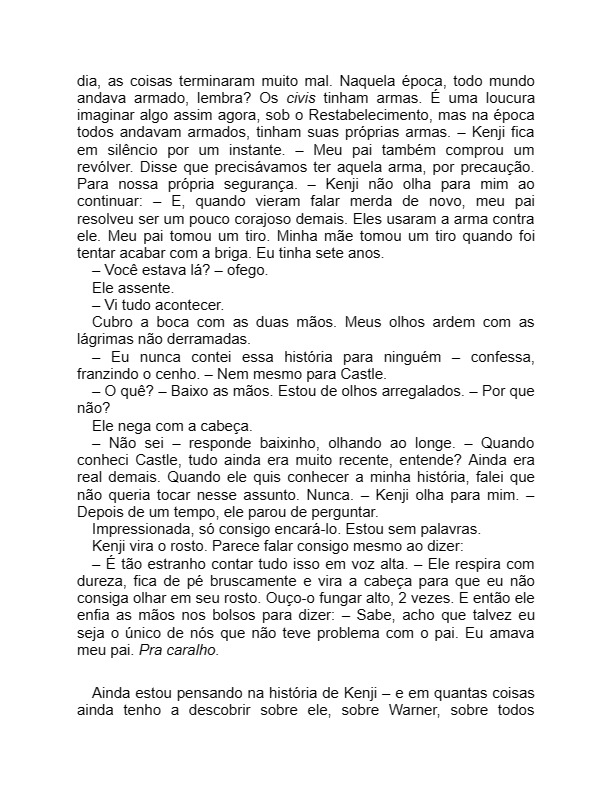 dia, as coisas terminaram muito mal. Naquela época, todo mundo
andava armado, lembra? Os civis tinham armas. É uma loucura
imaginar algo assim agora, sob o Restabelecimento, mas na época
todos andavam armados, tinham suas próprias armas. – Kenji fica
em silêncio por um instante. – Meu pai também comprou um
revólver. Disse que precisávamos ter aquela arma, por precaução.
Para nossa própria segurança. – Kenji não olha para mim ao
continuar: – E, quando vieram falar merda de novo, meu pai
resolveu ser um pouco corajoso demais. Eles usaram a arma contra
ele. Meu pai tomou um tiro. Minha mãe tomou um tiro quando foi
tentar acabar com a briga. Eu tinha sete anos.
– Você estava lá? – ofego.
Ele assente.
– Vi tudo acontecer.
Cubro a boca com as duas mãos. Meus olhos ardem com as
lágrimas não derramadas.
– Eu nunca contei essa história para ninguém – confessa,
franzindo o cenho. – Nem mesmo para Castle.
– O quê? – Baixo as mãos. Estou de olhos arregalados. – Por que
não?
Ele nega com a cabeça.
– Não sei – responde baixinho, olhando ao longe. – Quando
conheci Castle, tudo ainda era muito recente, entende? Ainda era
real demais. Quando ele quis conhecer a minha história, falei que
não queria tocar nesse assunto. Nunca. – Kenji olha para mim. –
Depois de um tempo, ele parou de perguntar.
Impressionada, só consigo encará-lo. Estou sem palavras.
Kenji vira o rosto. Parece falar consigo mesmo ao dizer:
– É tão estranho contar tudo isso em voz alta. – Ele respira com
dureza, fica de pé bruscamente e vira a cabeça para que eu não
consiga olhar em seu rosto. Ouço-o fungar alto, 2 vezes. E então ele
enfia as mãos nos bolsos para dizer: – Sabe, acho que talvez eu
seja o único de nós que não teve problema com o pai. Eu amava
meu pai. Pra caralho.
Ainda estou pensando na história de Kenji – e em quantas coisas
ainda tenho a descobrir sobre ele, sobre Warner, sobre todos